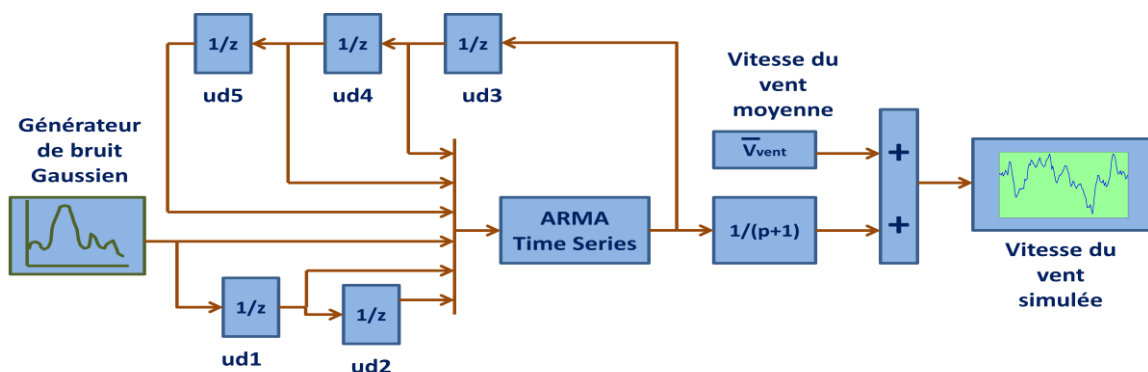 1/z
1/z
1/z
ud5
ud4
ud3
Vitesse du
vent
moyenne
Générateur
de bruit
Gaussien
V̅vent
+
ARMA
Time Series
1/(p+1)
+
Vitesse du
vent
simulée
1/z
1/z
ud1
ud2